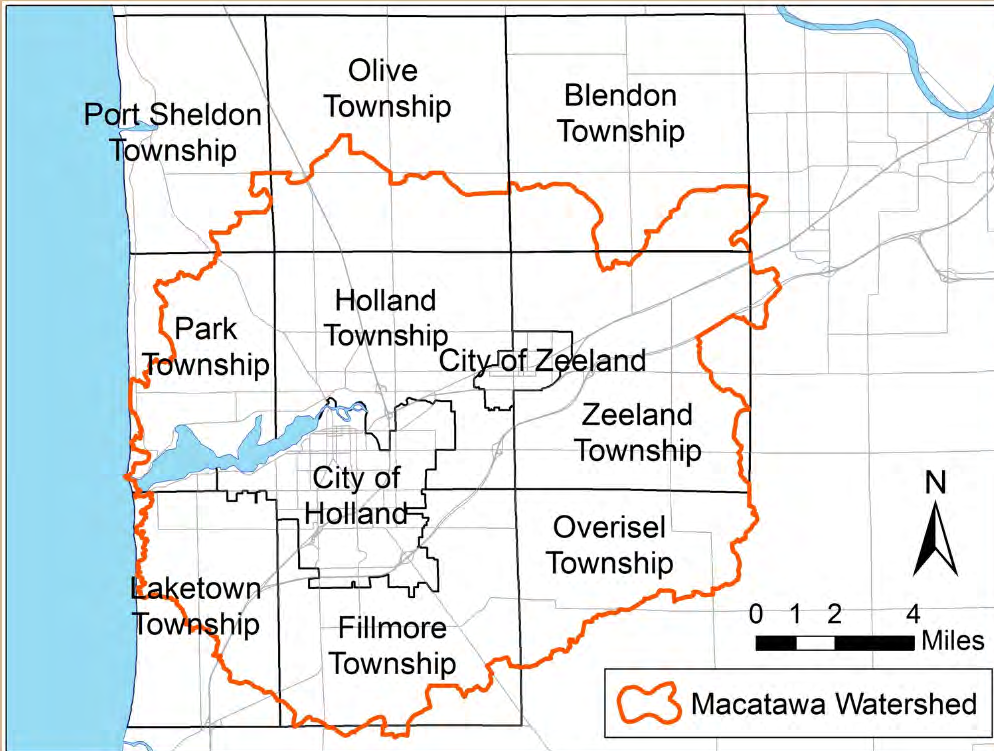 Olive
Township
Blendon
Township
Port Sheldon
Township
Holland
Township
Park
Township
City of Zeeland
Zeeland
Township
City of
Holland
Overisel
Township
N
Laketown
Township
Fillmore
Township
0 1 2 4
Miles
Macatawa Watershed